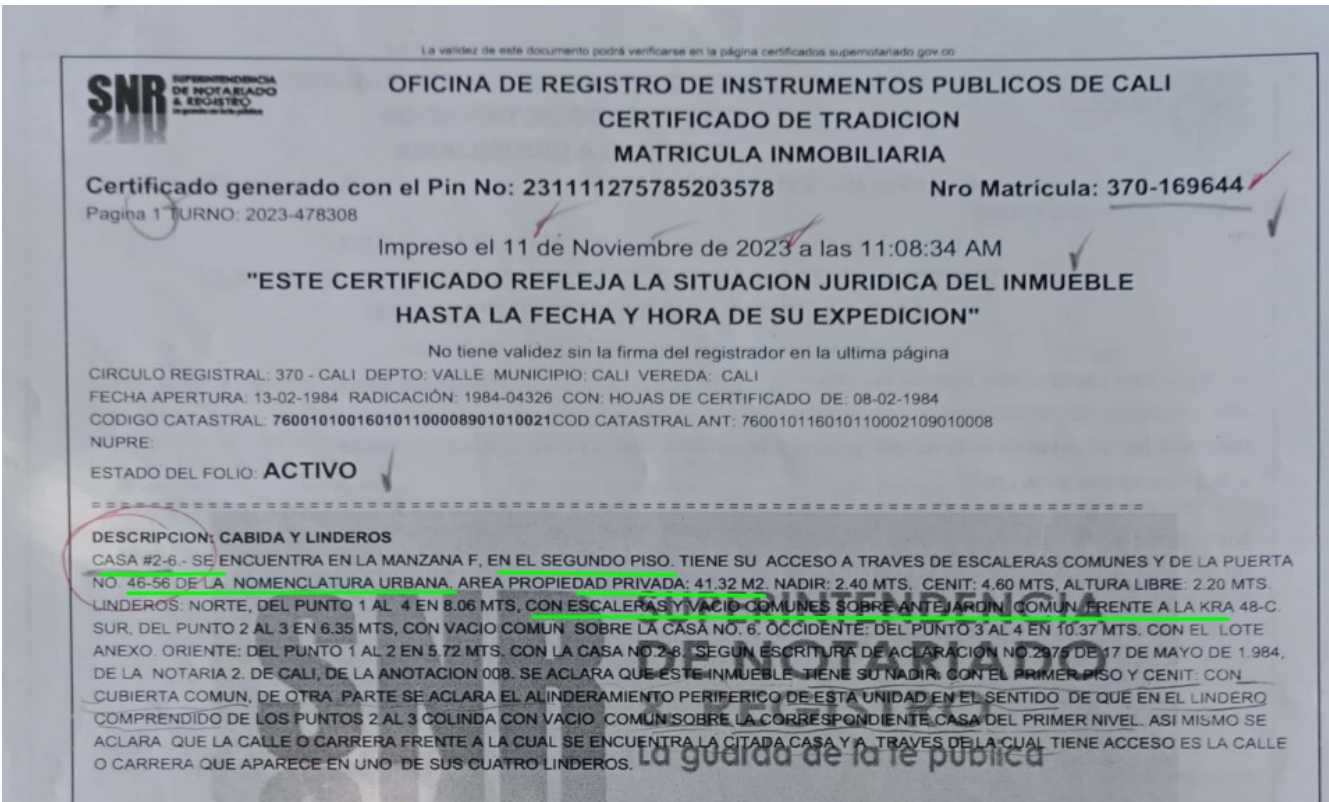 La validez de este documento podrá verificarse en la página certificados.supernotariado.gov.co
SNR SUPERINTENDENCIA
DE NOTARIADO
& REGISTRO
La guarda de la fe pública
OFICINA DE REGISTRO DE INSTRUMENTOS PUBLICOS DE CALI
CERTIFICADO DE TRADICION
MATRICULA INMOBILIARIA
Certificado generado con el Pin No: 231111275785203578 Nro Matrícula: 370-169644
Pagina 1 TURNO: 2023-478308
Impreso el 11 de Noviembre de 2023 a las 11:08:34 AM
"ESTE CERTIFICADO REFLEJA LA SITUACION JURIDICA DEL INMUEBLE
HASTA LA FECHA Y HORA DE SU EXPEDICION"
No tiene validez sin la firma del registrador en la ultima página
CIRCULO REGISTRAL: 370 - CALI DEPTO: VALLE MUNICIPIO: CALI VEREDA: CALI
FECHA APERTURA: 13-02-1984 RADICACIÓN: 1984-04326 CON: HOJAS DE CERTIFICADO DE: 08-02-1984
CODIGO CATASTRAL: 760010100160101100008901010021COD CATASTRAL ANT: 760010116010110002109010008
NUPRE:
ESTADO DEL FOLIO: ACTIVO
DESCRIPCION: CABIDA Y LINDEROS
CASA #2-6.- SE ENCUENTRA EN LA MANZANA F, EN EL SEGUNDO PISO. TIENE SU ACCESO A TRAVES DE ESCALERAS COMUNES Y DE LA PUERTA
NO. 46-56 DE LA NOMENCLATURA URBANA. AREA PROPIEDAD PRIVADA: 41.32 M2. NADIR: 2.40 MTS. CENIT: 4.60 MTS, ALTURA LIBRE: 2.20 MTS.
LINDEROS: NORTE, DEL PUNTO 1 AL 4 EN 8.06 MTS, CON ESCALERAS Y VACIO COMUNES SOBRE ANTEJARDIN COMUN FRENTE A LA KRA 48-C.
SUR, DEL PUNTO 2 AL 3 EN 6.35 MTS, CON VACIO COMUN SOBRE LA CASA NO. 6. OCCIDENTE: DEL PUNTO 3 AL 4 EN 10.37 MTS. CON EL LOTE
ANEXO. ORIENTE: DEL PUNTO 1 AL 2 EN 5.72 MTS. CON LA CASA NO.2-8. SEGUN ESCRITURA DE ACLARACION NO.2975 DE 17 DE MAYO DE 1.984,
DE LA NOTARIA 2. DE CALI, DE LA ANOTACION 008. SE ACLARA QUE ESTE INMUEBLE TIENE SU NADIR: CON EL PRIMER PISO Y CENIT: CON
CUBIERTA COMUN, DE OTRA PARTE SE ACLARA EL ALINDERAMIENTO PERIFERICO DE ESTA UNIDAD EN EL SENTIDO DE QUE EN EL LINDERO
COMPRENDIDO DE LOS PUNTOS 2 AL 3 COLINDA CON VACIO COMUN SOBRE LA CORRESPONDIENTE CASA DEL PRIMER NIVEL. ASI MISMO SE
ACLARA QUE LA CALLE O CARRERA FRENTE A LA CUAL SE ENCUENTRA LA CITADA CASA Y A TRAVES DE LA CUAL TIENE ACCESO ES LA CALLE
O CARRERA QUE APARECE EN UNO DE SUS CUATRO LINDEROS.
SNR SUPERINTENDENCIA
DE NOTARIADO
& REGISTRO
La guarda de la fe pública